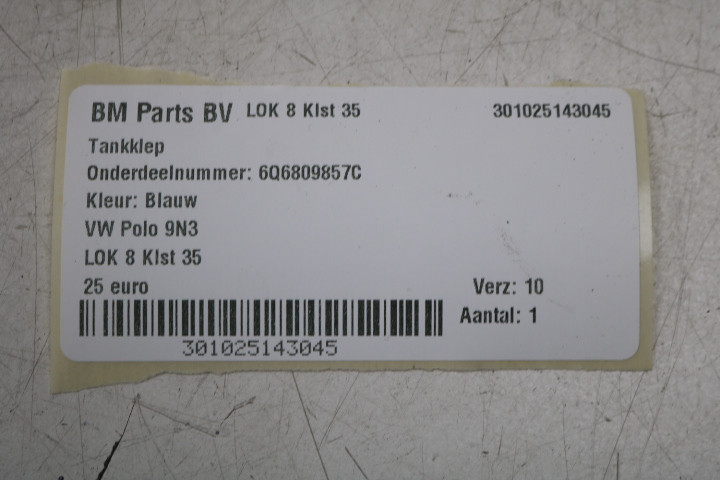 BM Parts BV LOK 8 Klst 35 301025143045
Tankklep
Onderdeelnummer: 6Q6809857C
Kleur: Blauw
VW Polo 9N3
LOK 8 Klst 35
25 euro Verz: 10
Aantal: 1
301025143045